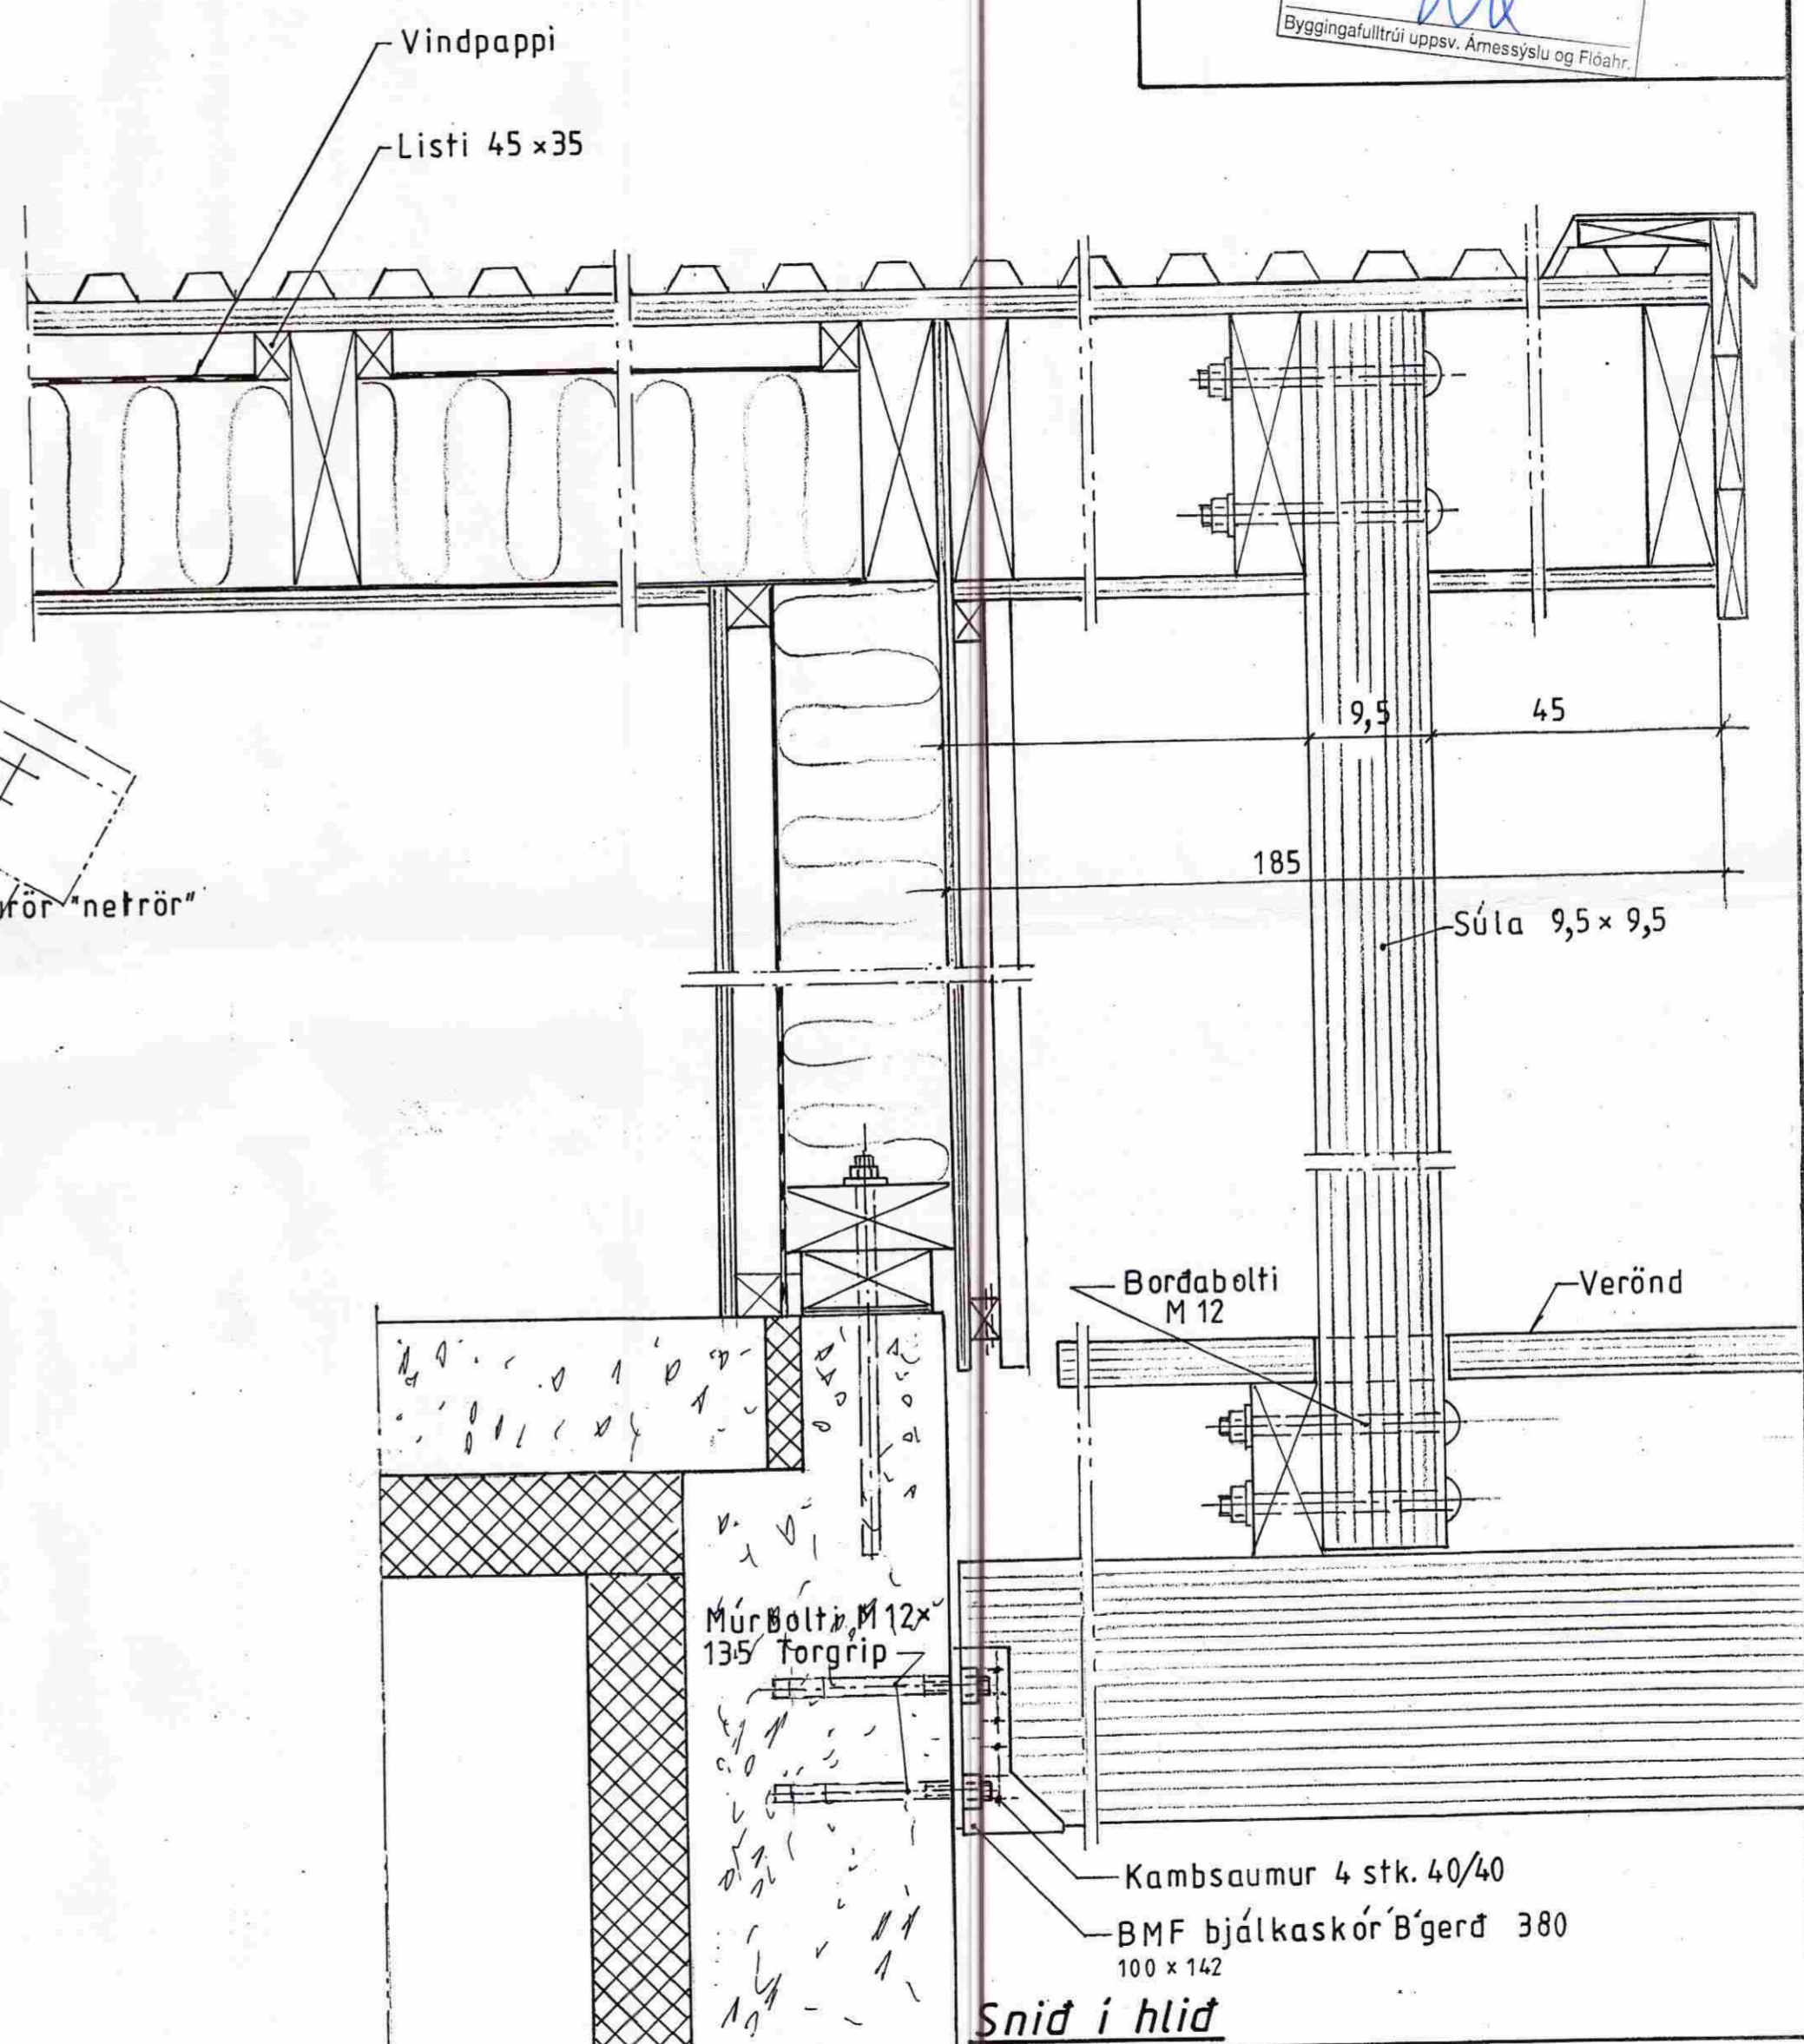 Byggingafulltrúi uppsv. Árnessýslu og Flóahr.
Vindpappi
Listi 45 x 35
9,5
45
185
"netrör"
Súla 9,5 x 9,5
Borðabolti
M 12
Verönd
Múrbolti M 12x
135 Torgrip
Kambsaumur 4 stk. 40/40
BMF bjálkaskór 'B'gerð 380
100 x 142
Snið í hlið